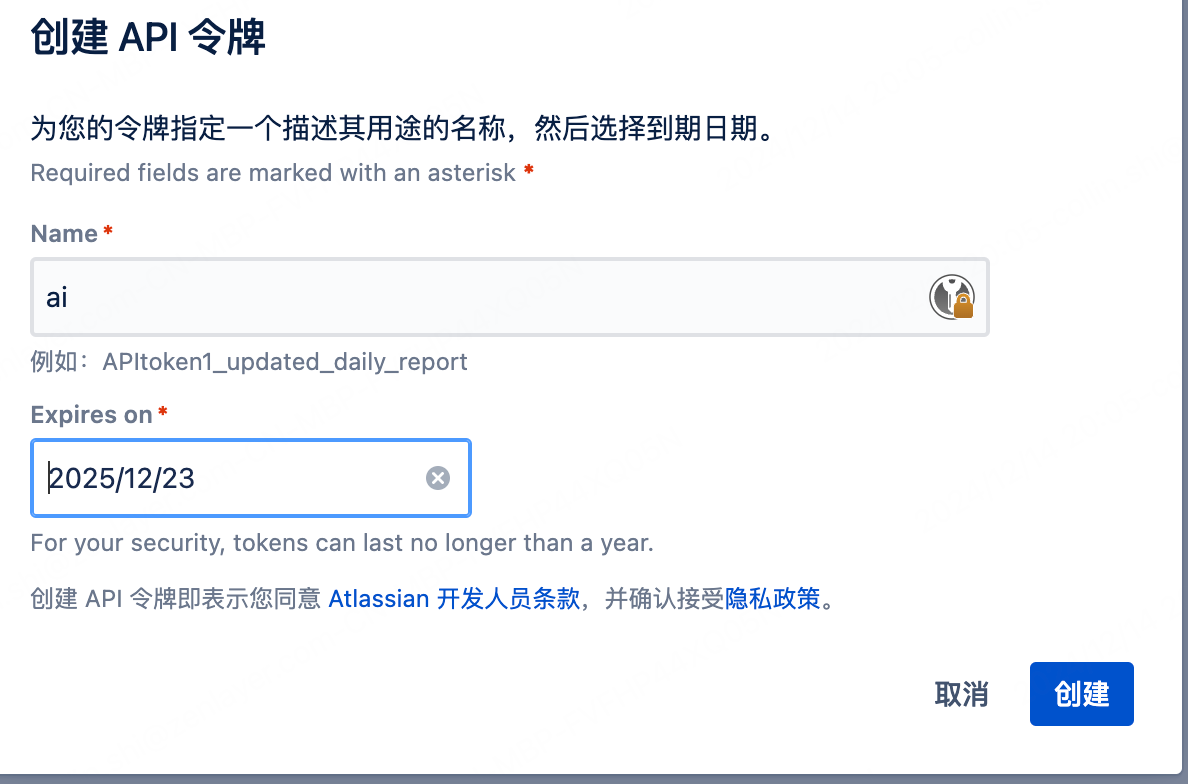 创建 API 令牌
为您的令牌指定一个描述其用途的名称，然后选择到期日期。
Required fields are marked with an asterisk *
Name *
ai
例如：APItoken1_updated_daily_report
Expires on *
2025/12/23
For your security, tokens can last no longer than a year.
创建 API 令牌即表示您同意 Atlassian 开发人员条款，并确认接受隐私政策。
取消 创建